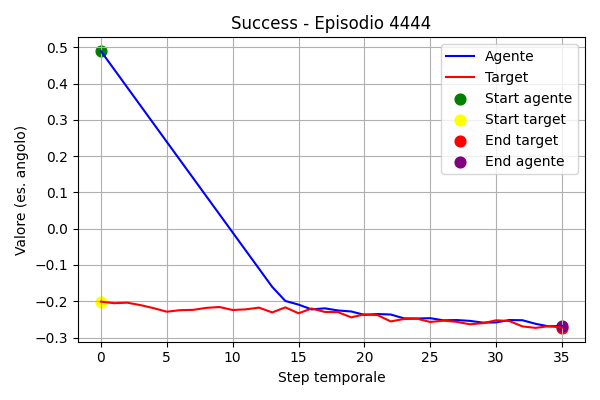 Success - Episodio 4444
Valore (es. angolo)
0.5
0.4
0.3
0.2
0.1
0.0
−0.1
−0.2
−0.3
Agente
Target
Start agente
Start target
End target
End agente
0 5 10 15 20 25 30 35
Step temporale